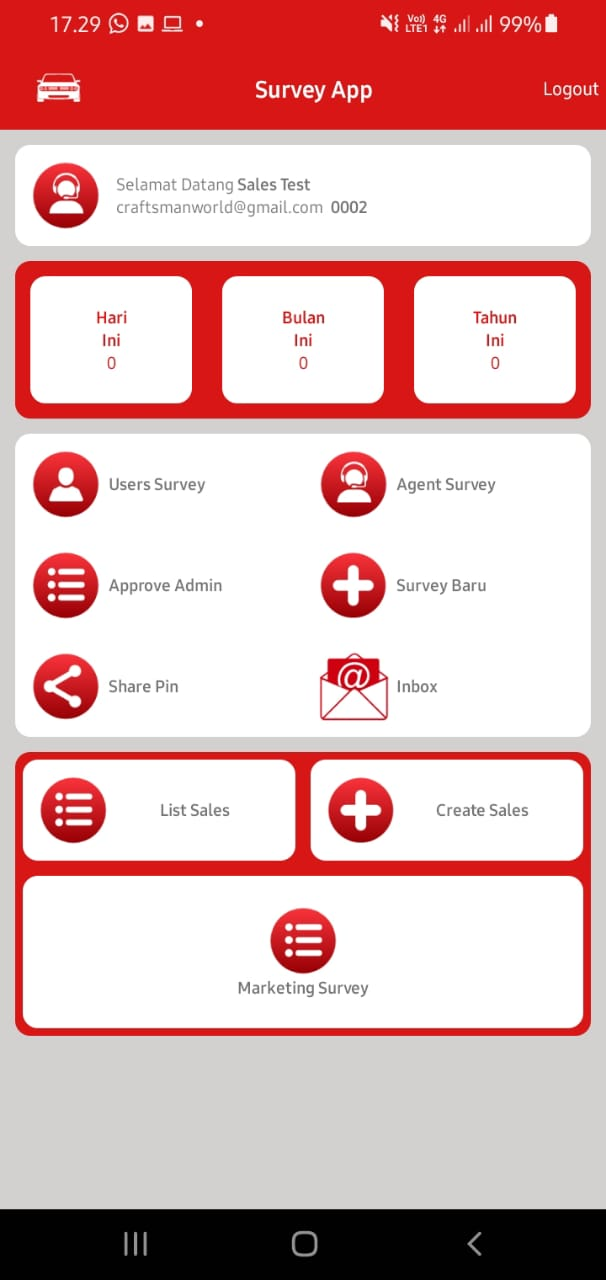 17.29 Vo)) LTE1 4G 99%
Survey App Logout
Selamat Datang Sales Test
craftsmanworld@gmail.com 0002
Hari
Ini
0
Bulan
Ini
0
Tahun
Ini
0
Users Survey
Agent Survey
Approve Admin
Survey Baru
Share Pin
@
Inbox
List Sales
Create Sales
Marketing Survey